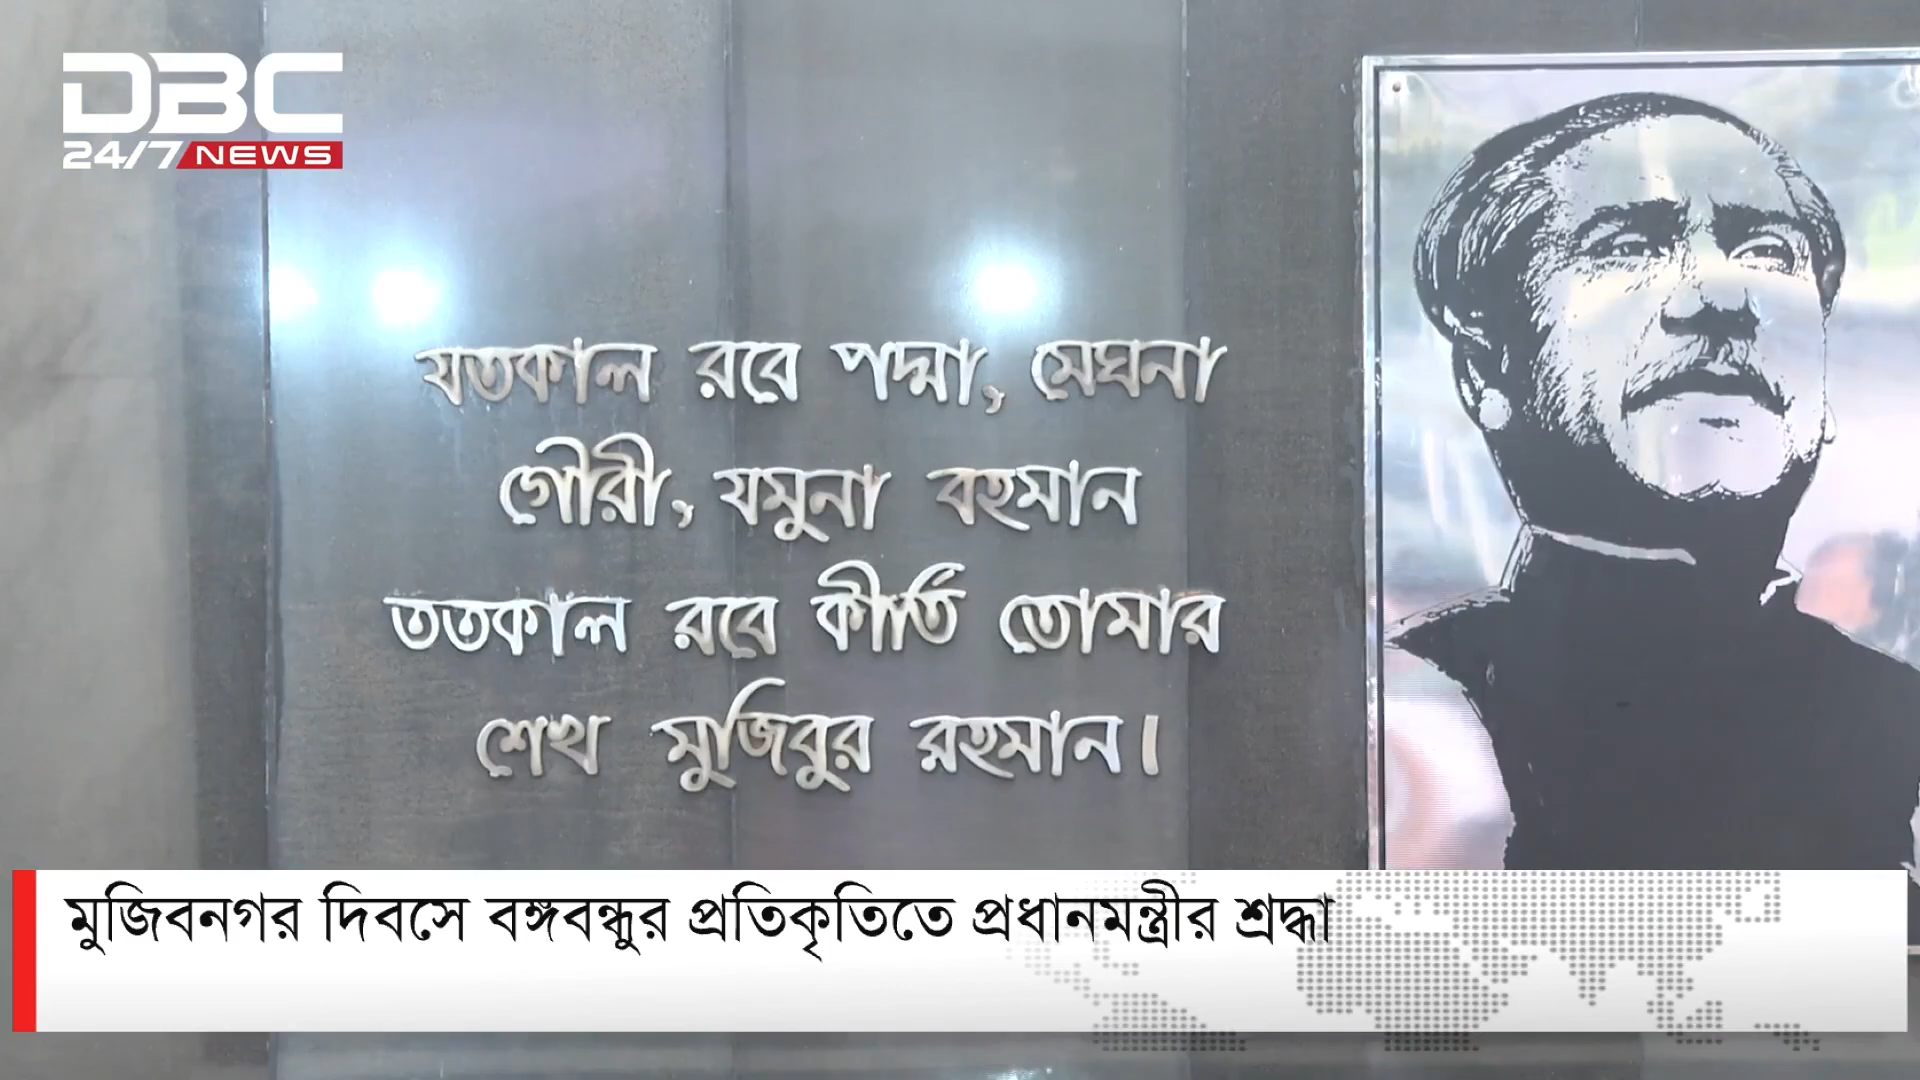 DBC
24/7 NEWS
যতকাল রবে পদ্মা, মেঘনা
গৌরী, যমুনা বহমান
ততকাল রবে কীর্তি তোমার
শেখ মুজিবুর রহমান।
মুজিবনগর দিবসে বঙ্গবন্ধুর প্রতিকৃতিতে প্রধানমন্ত্রীর শ্রদ্ধা